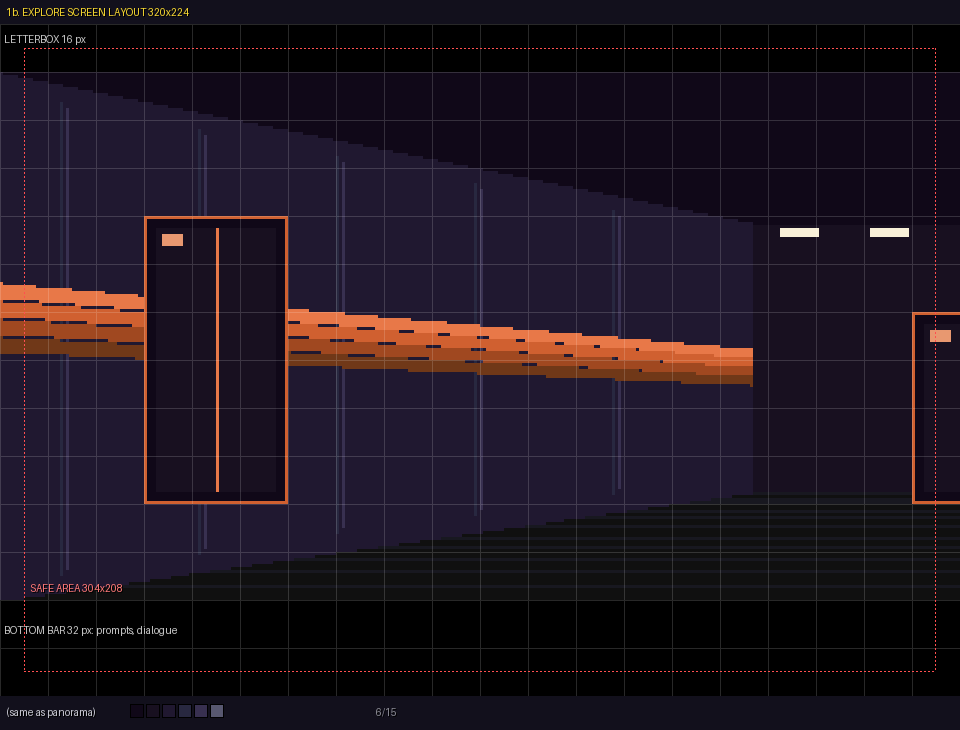 1b. EXPLORE SCREEN LAYOUT 320x224
LETTERBOX 16 px
SAFE AREA 304x208
BOTTOM BAR 32 px: prompts, dialogue
(same as panorama)
6/15